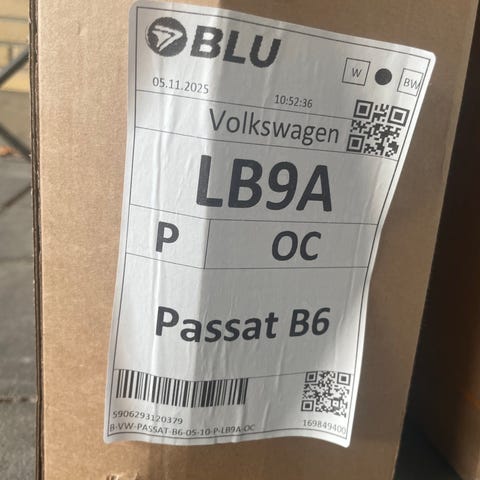 BLU
W BW
05.11.2025 10:52:36
Volkswagen
LB9A
P OC
Passat B6
5906293120379
B-VW-PASSAT-B6-05-10-P-LB9A-OC 169849400